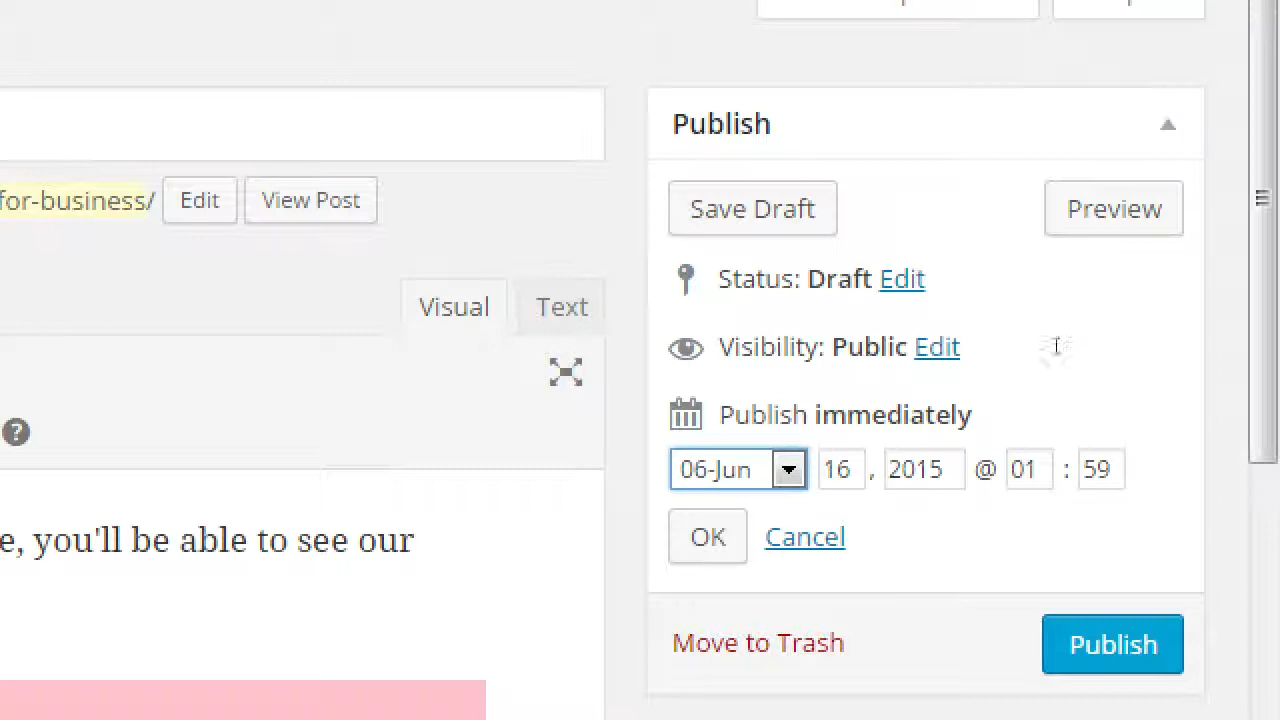 Publish
for-business/ Edit View Post
Save Draft Preview
Status: Draft Edit
Visual Text
Visibility: Public Edit
Publish immediately
06-Jun 16 , 2015 @ 01 : 59
OK Cancel
e, you'll be able to see our
Move to Trash Publish